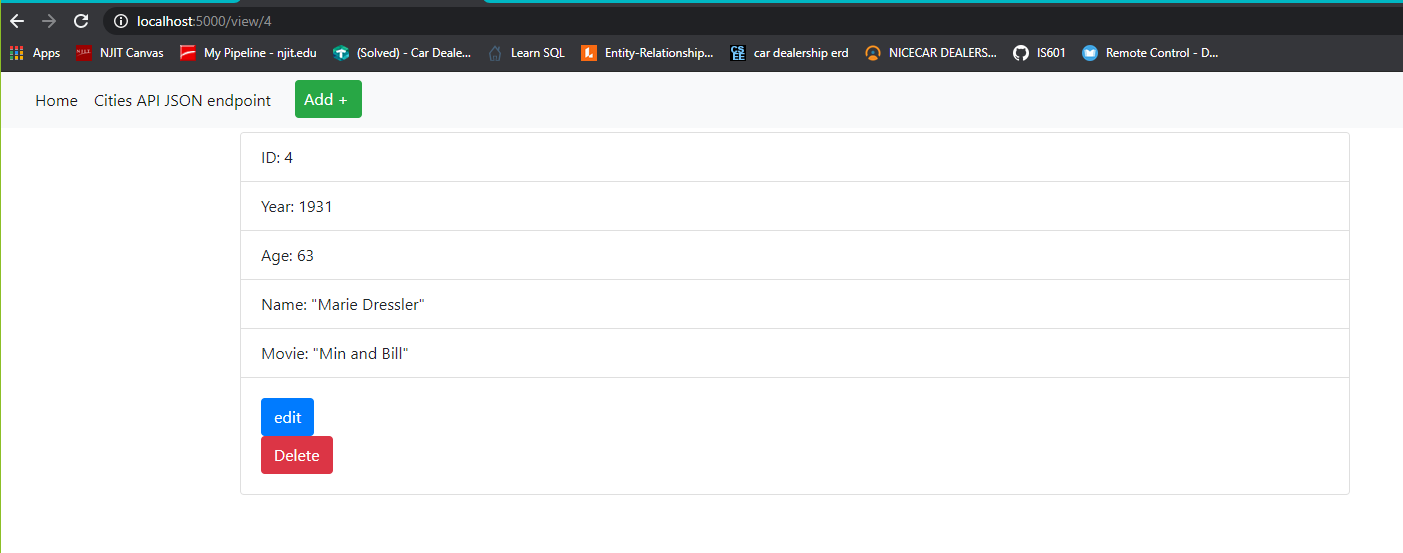 localhost:5000/view/4
Apps NJIT Canvas My Pipeline - njit.edu (Solved) - Car Deale... Learn SQL Entity-Relationship... CS EE car dealership erd NICECAR DEALERS... IS601 Remote Control - D...
Home Cities API JSON endpoint Add +
ID: 4
Year: 1931
Age: 63
Name: "Marie Dressler"
Movie: "Min and Bill"
edit
Delete